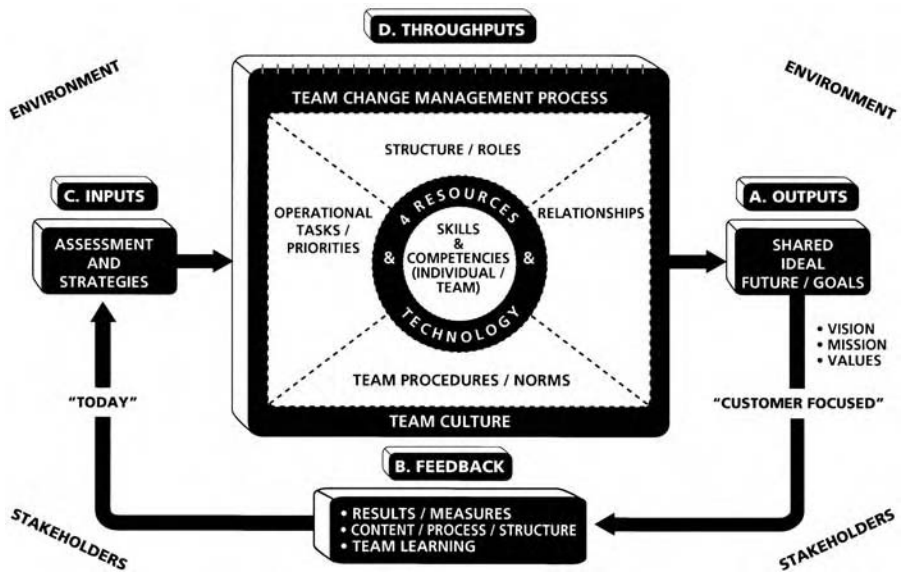 D. THROUGHPUTS
ENVIRONMENT
ENVIRONMENT
TEAM CHANGE MANAGEMENT PROCESS
STRUCTURE / ROLES
C. INPUTS
A. OUTPUTS
ASSESSMENT
AND
STRATEGIES
OPERATIONAL
TASKS /
PRIORITIES
& 4 RESOURCES &
TECHNOLOGY
SKILLS
&
COMPETENCIES
(INDIVIDUAL /
TEAM)
RELATIONSHIPS
SHARED
IDEAL
FUTURE / GOALS
• VISION
• MISSION
• VALUES
TEAM PROCEDURES / NORMS
"TODAY"
"CUSTOMER FOCUSED"
TEAM CULTURE
B. FEEDBACK
• RESULTS / MEASURES
• CONTENT / PROCESS / STRUCTURE
• TEAM LEARNING
STAKEHOLDERS
STAKEHOLDERS